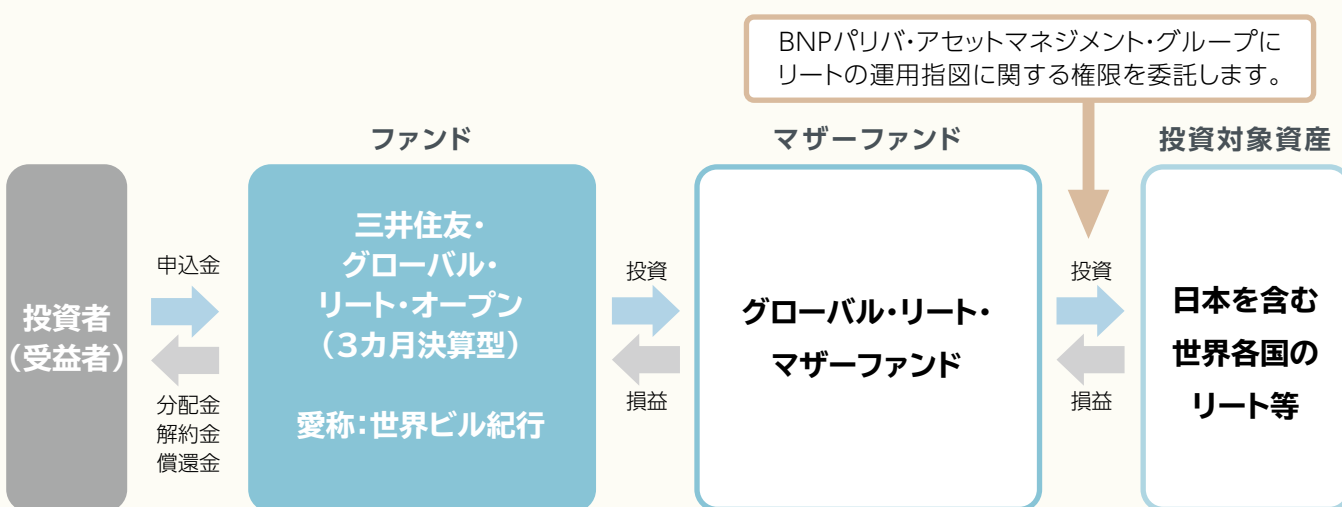 BNPパリバ・アセットマネジメント・グループに
リートの運用指図に関する権限を委託します。
ファンド
マザーファンド
投資対象資産
投資者
（受益者）
申込金
分配金
解約金
償還金
三井住友・
グローバル・
リート・オープン
（3カ月決算型）
愛称：世界ビル紀行
投資
損益
グローバル・リート・
マザーファンド
投資
損益
日本を含む
世界各国の
リート等